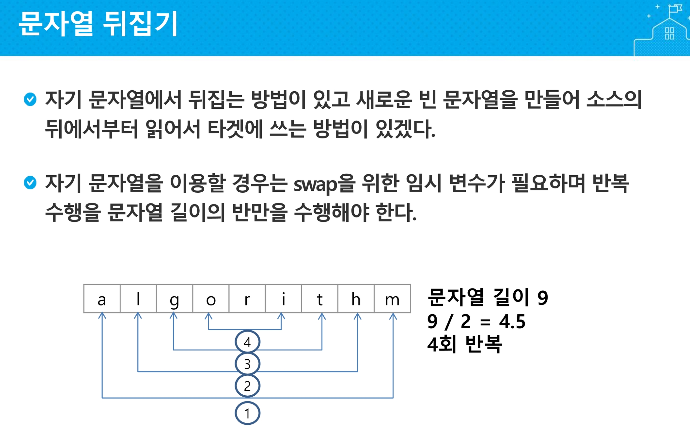 문자열 뒤집기
자기 문자열에서 뒤집는 방법이 있고 새로운 빈 문자열을 만들어 소스의
뒤에서부터 읽어서 타겟에 쓰는 방법이 있겠다.
자기 문자열을 이용할 경우는 swap을 위한 임시 변수가 필요하며 반복
수행을 문자열 길이의 반만을 수행해야 한다.
a l g o r i t h m
문자열 길이 9
9 / 2 = 4.5
4회 반복
4
3
2
1